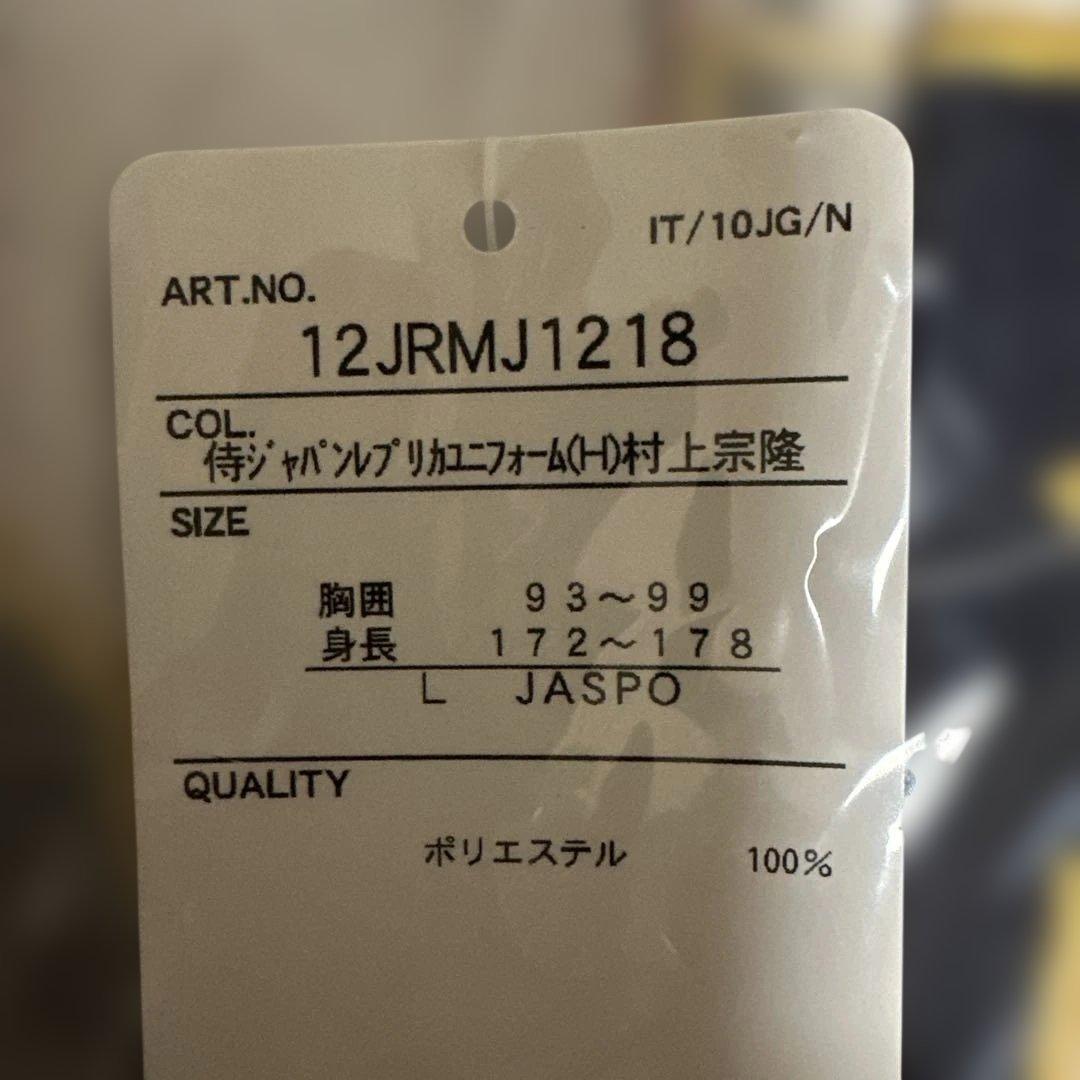 IT/10JG/N
ART.NO.
12JRMJ1218
COL.
侍ｼﾞｬﾊﾟﾝﾚﾌﾟﾘｶﾕﾆﾌｫｰﾑ(H)村上宗隆
SIZE
胸囲 93～99
身長 172～178
L JASPO
QUALITY
ポリエステル 100%